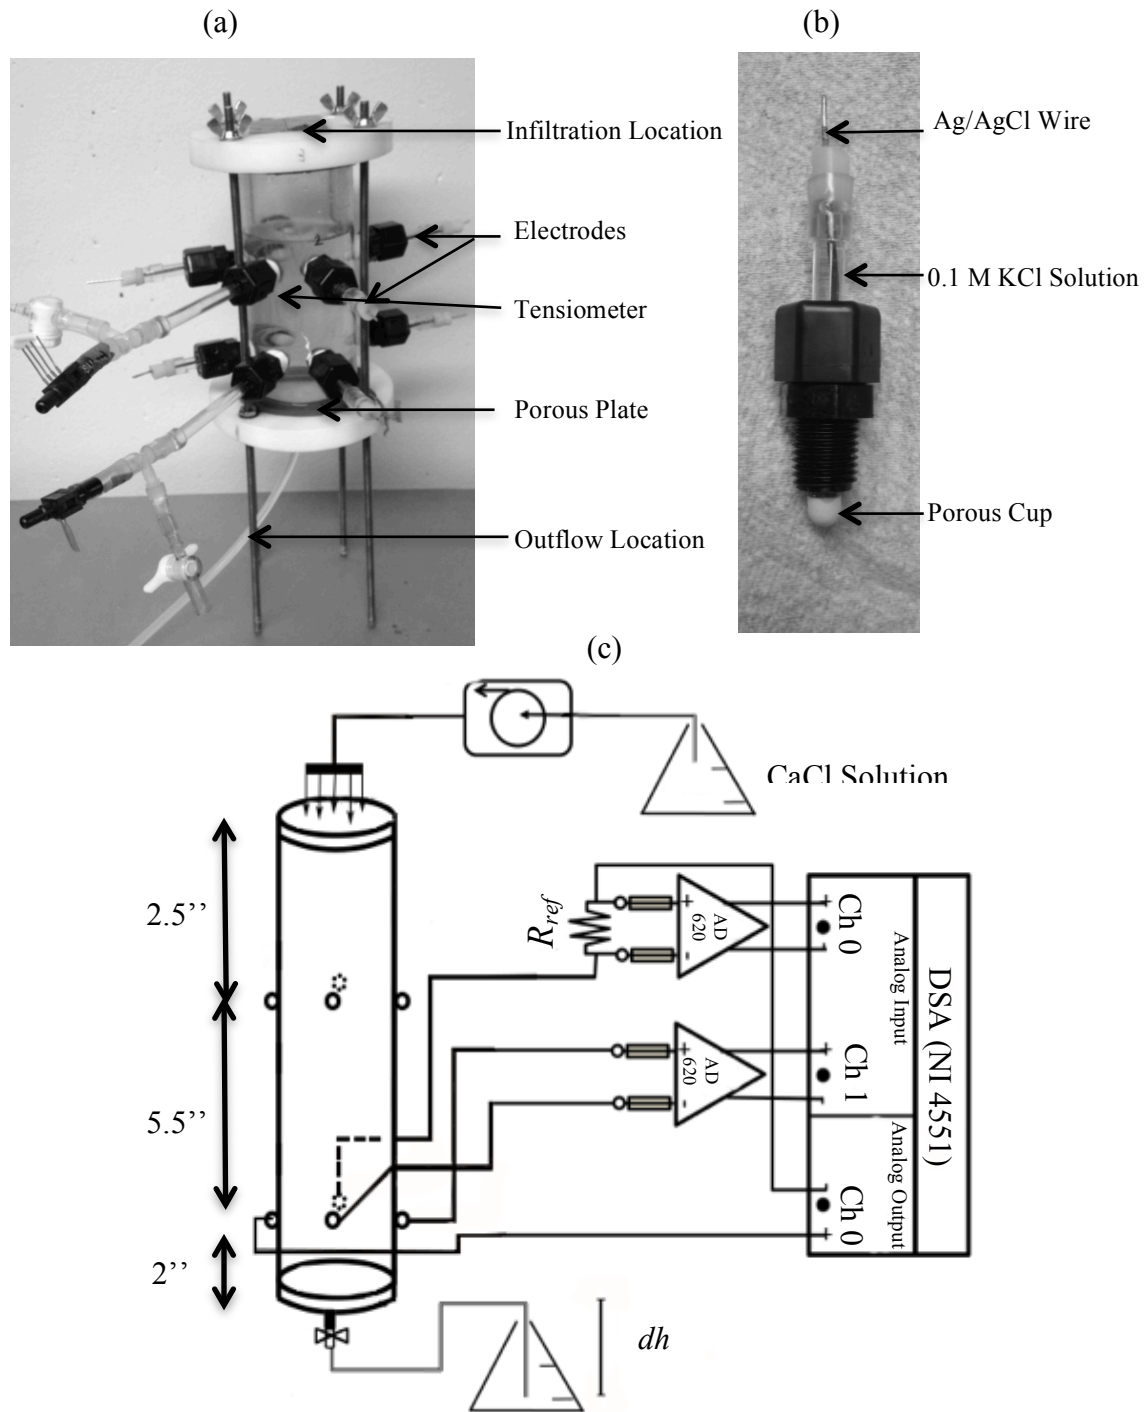 (a)
(b)
Infiltration Location
Electrodes
Tensiometer
Porous Plate
Outflow Location
Ag/AgCl Wire
0.1 M KCl Solution
Porous Cup
(c)
CaCl Solution
2.5’’
5.5’’
2’’
R_ref
+
AD
620
-
+
AD
620
-
+
Ch 0
-
Analog Input
+
Ch 1
-
DSA (NI 4551)
-
Ch 0
+
Analog Output
dh